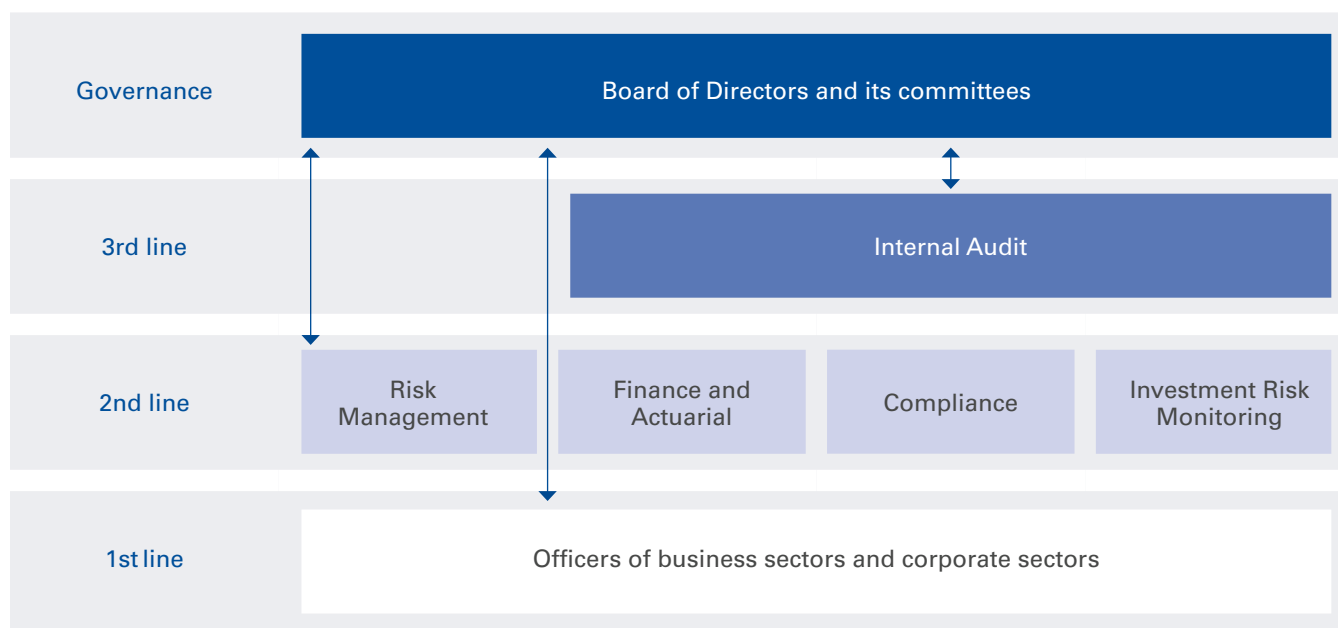 Governance
Board of Directors and its committees
3rd line
Internal Audit
2nd line
Risk
Management
Finance and
Actuarial
Compliance
Investment Risk
Monitoring
1st line
Officers of business sectors and corporate sectors